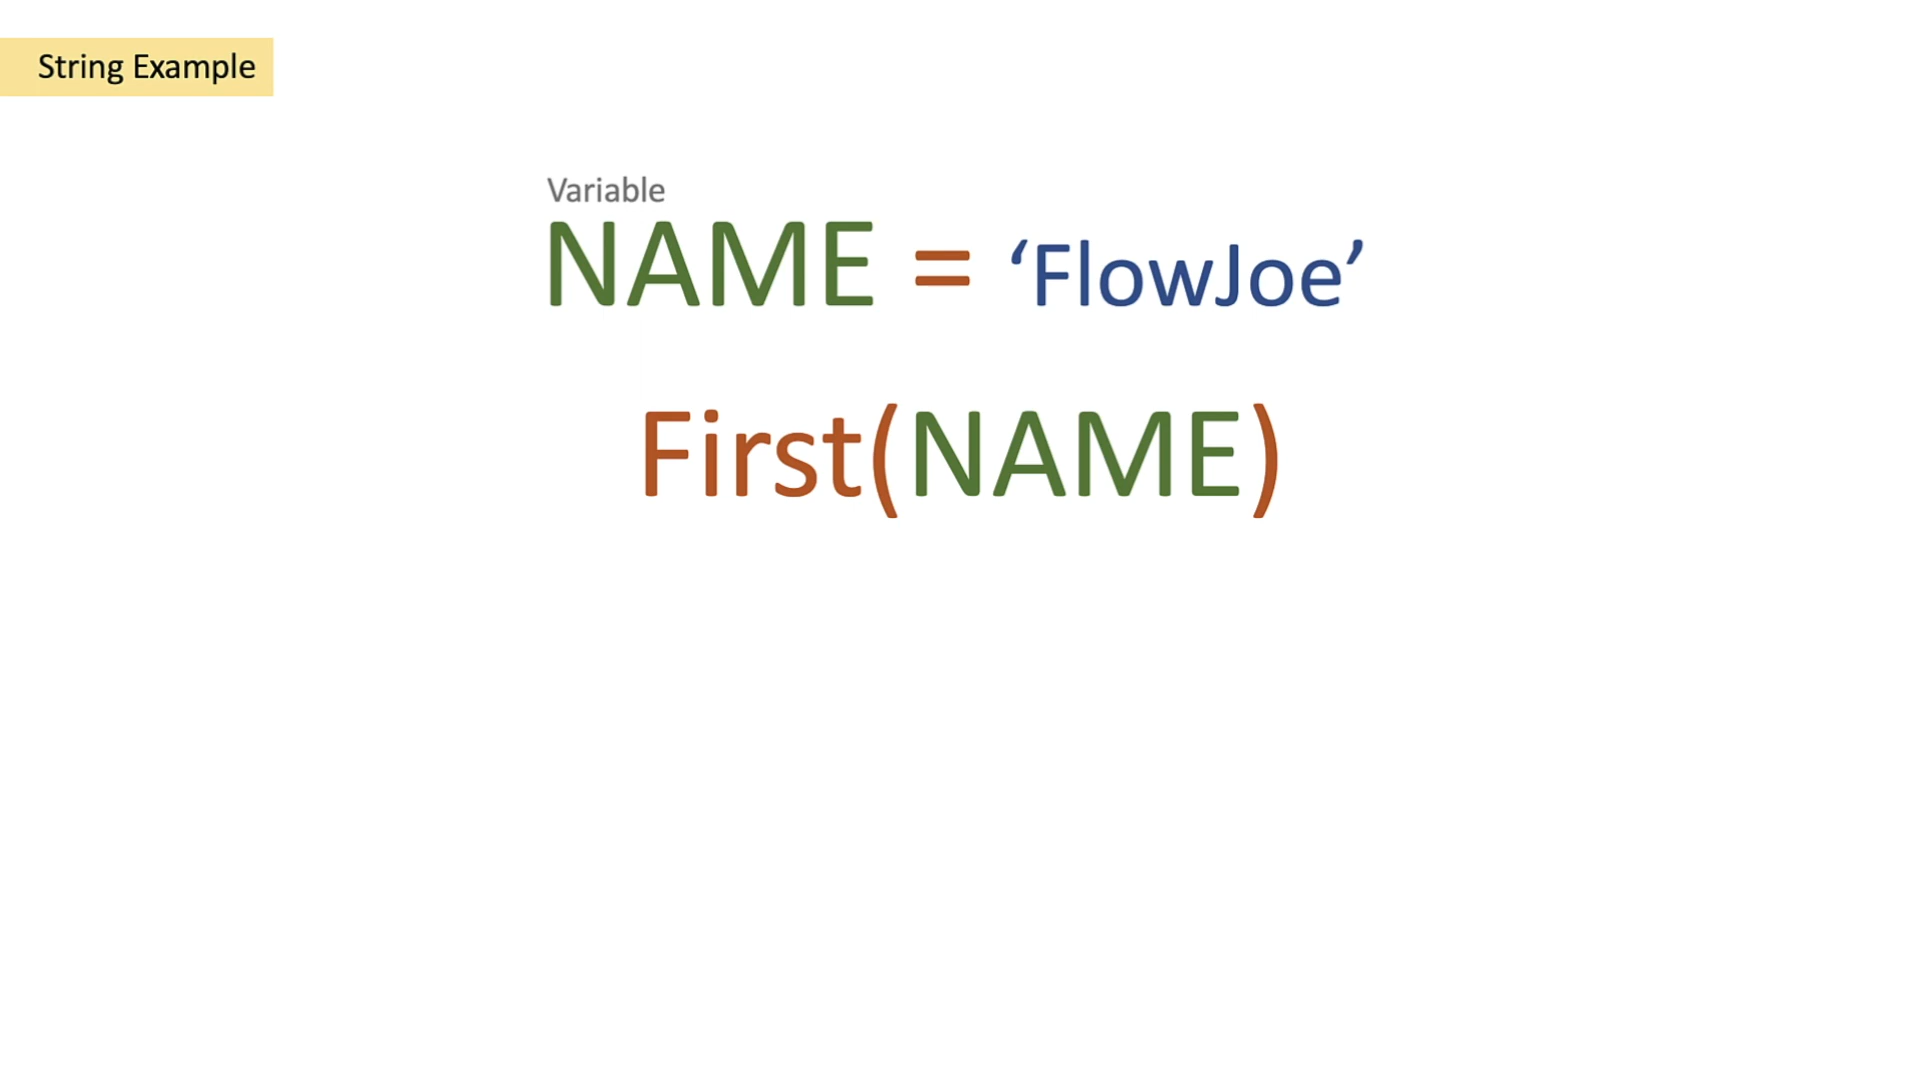 String Example
Variable
NAME = ‘FlowJoe’
First(NAME)